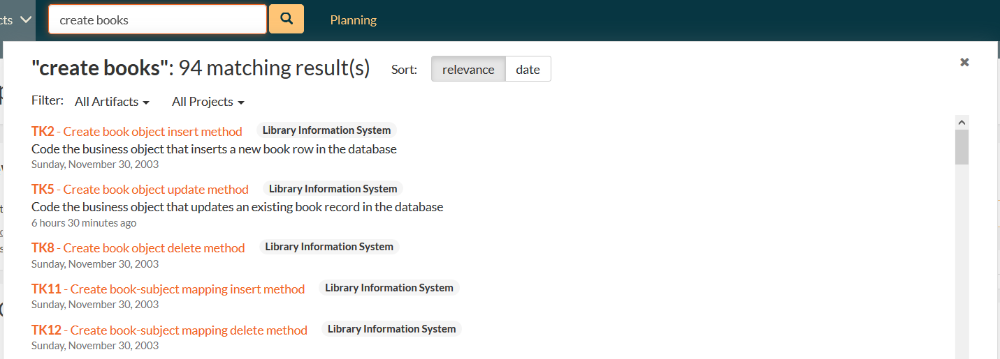 cts
create books
Planning
"create books": 94 matching result(s)
Sort:
relevance
date
Filter:
All Artifacts
All Projects
TK2 - Create book object insert method
Library Information System
Code the business object that inserts a new book row in the database
Sunday, November 30, 2003
TK5 - Create book object update method
Library Information System
Code the business object that updates an existing book record in the database
6 hours 30 minutes ago
TK8 - Create book object delete method
Library Information System
Sunday, November 30, 2003
TK11 - Create book-subject mapping insert method
Library Information System
Sunday, November 30, 2003
TK12 - Create book-subject mapping delete method
Library Information System
Sunday, November 30, 2003